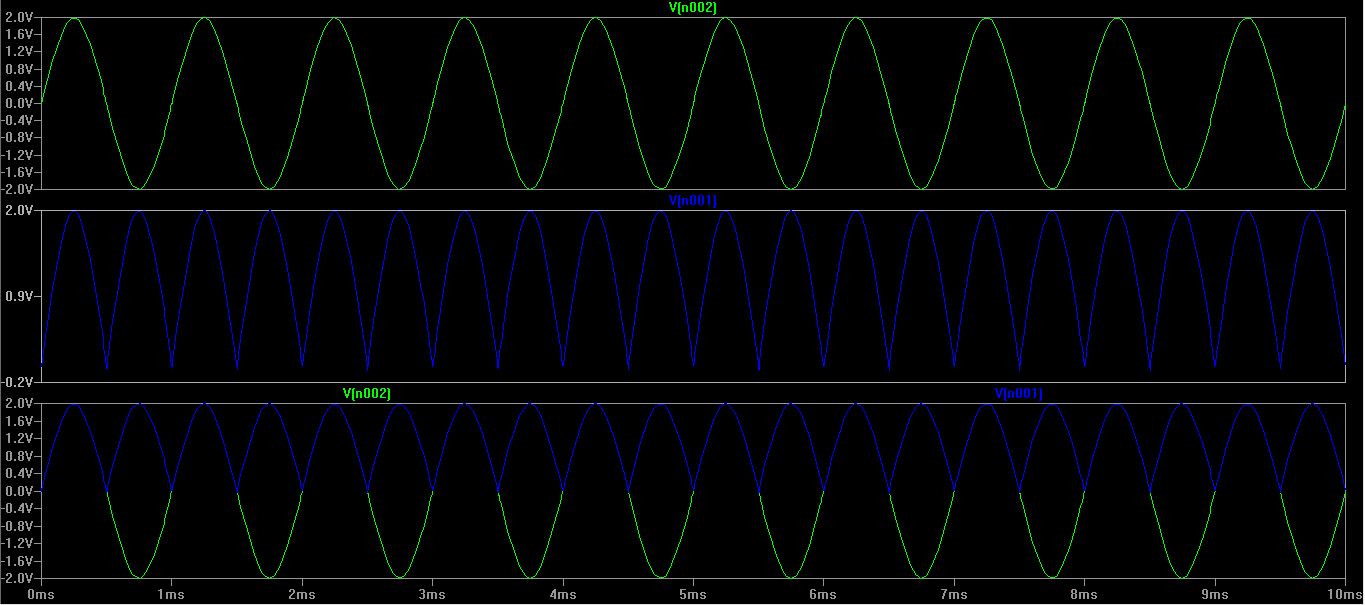 V(n002)
2.0V
1.6V
1.2V
0.8V
0.4V
0.0V
-0.4V
-0.8V
-1.2V
-1.6V
-2.0V
V(n001)
2.0V
0.9V
-0.2V
V(n002) V(n001)
2.0V
1.6V
1.2V
0.8V
0.4V
0.0V
-0.4V
-0.8V
-1.2V
-1.6V
-2.0V
0ms 1ms 2ms 3ms 4ms 5ms 6ms 7ms 8ms 9ms 10ms